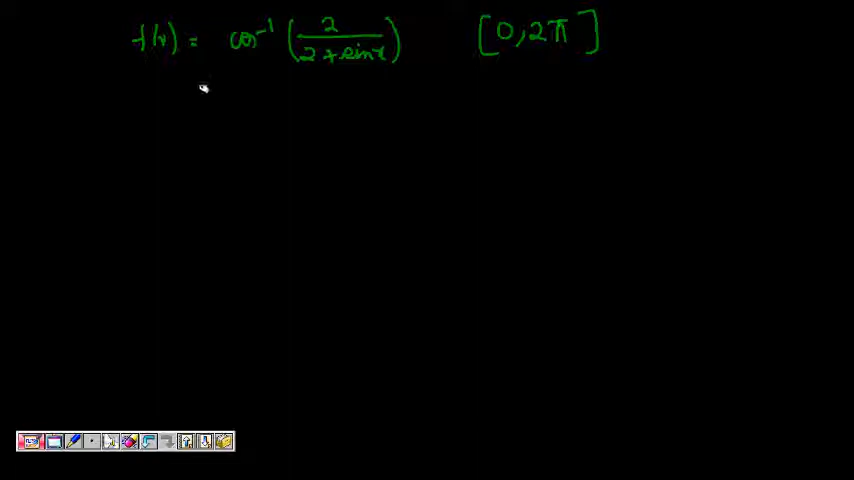 f(x) = cos⁻¹ (2/(2 + sinx)) [0, 2π]